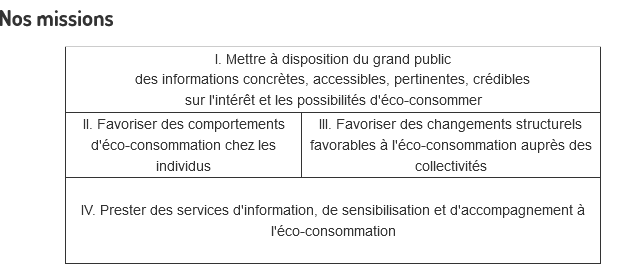 Nos missions
I. Mettre à disposition du grand public
des informations concrètes, accessibles, pertinentes, crédibles
sur l'intérêt et les possibilités d'éco-consommer
II. Favoriser des comportements
d'éco-consommation chez les
individus
III. Favoriser des changements structurels
favorables à l'éco-consommation auprès des
collectivités
IV. Prester des services d'information, de sensibilisation et d'accompagnement à
l'éco-consommation